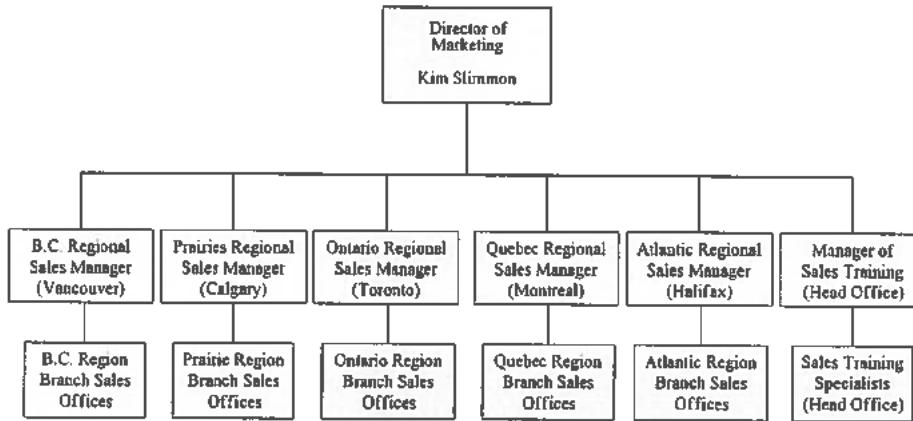 Director of
Marketing
Kim Slimmon
B.C. Regional
Sales Manager
(Vancouver)
Prairies Regional
Sales Manager
(Calgary)
Ontario Regional
Sales Manager
(Toronto)
Quebec Regional
Sales Manager
(Montreal)
Atlantic Regional
Sales Manager
(Halifax)
Manager of
Sales Training
(Head Office)
B.C. Region
Branch Sales
Offices
Prairie Region
Branch Sales
Offices
Ontario Region
Branch Sales
Offices
Quebec Region
Branch Sales
Offices
Atlantic Region
Branch Sales
Offices
Sales Training
Specialists
(Head Office)